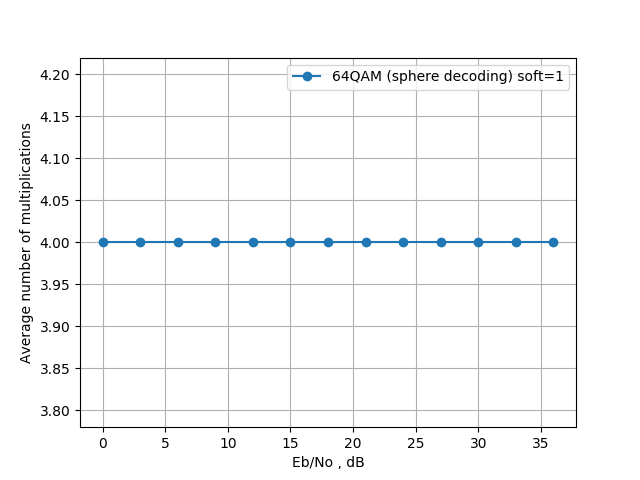 64QAM (sphere decoding) soft=1
Average number of multiplications
4.20
4.15
4.10
4.05
4.00
3.95
3.90
3.85
3.80
0 5 10 15 20 25 30 35
Eb/No , dB